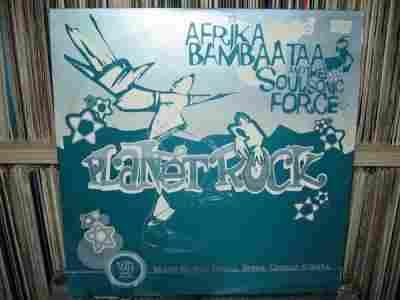 AFRIKA
BAMBAATAA
AND THE
SOULSONIC
FORCE
PLANET ROCK